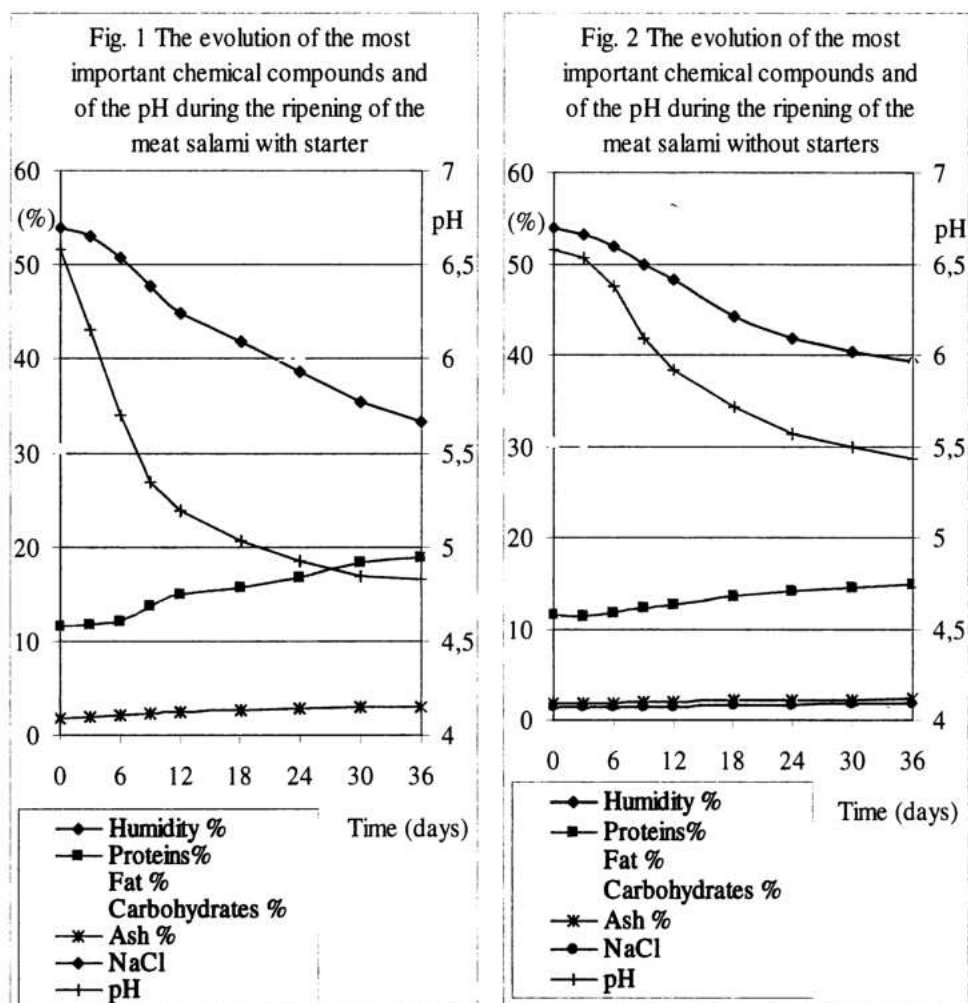 Fig. 1 The evolution of the most
important chemical compounds and
of the pH during the ripening of the
meat salami with starter
60
(%)
50
40
30
20
10
0
7
pH
6,5
6
5,5
5
4,5
4
0 6 12 18 24 30 36
Time (days)
Humidity %
Proteins%
Fat %
Carbohydrates %
Ash %
NaCl
pH
Fig. 2 The evolution of the most
important chemical compounds and
of the pH during the ripening of the
meat salami without starters
60
(%)
50
40
30
20
10
0
7
pH
6,5
6
5,5
5
4,5
4
0 6 12 18 24 30 36
Time (days)
Humidity %
Proteins%
Fat %
Carbohydrates %
Ash %
NaCl
pH